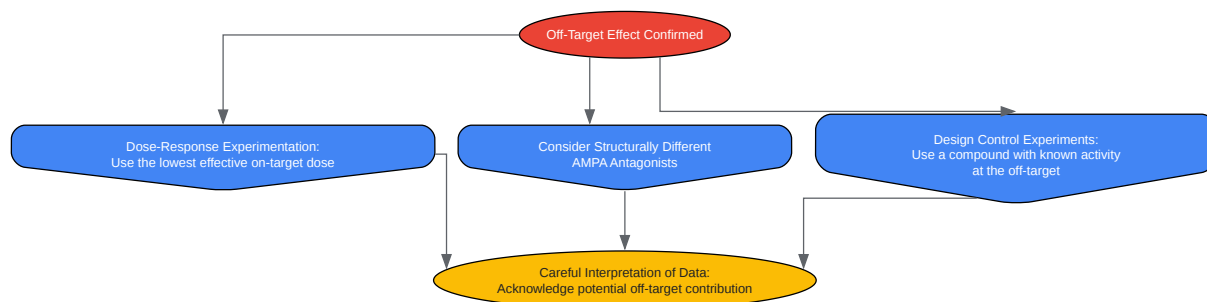 Off-Target Effect Confirmed
Dose-Response Experimentation:
Use the lowest effective on-target dose
Consider Structurally Different
AMPA Antagonists
Design Control Experiments:
Use a compound with known activity
at the off-target
Careful Interpretation of Data:
Acknowledge potential off-target contribution